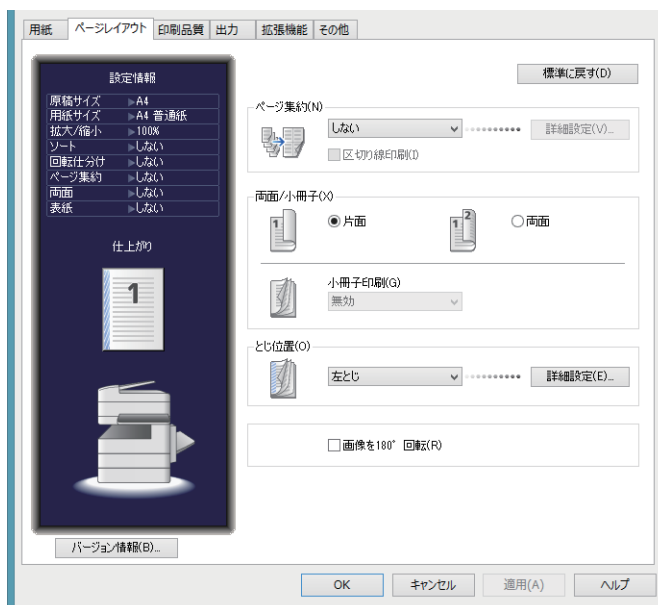 用紙 ページレイアウト 印刷品質 出力 拡張機能 その他
設定情報
原稿サイズ ▶A4
用紙サイズ ▶A4 普通紙
拡大/縮小 ▶100%
ソート ▶しない
回転仕分け ▶しない
ページ集約 ▶しない
両面 ▶しない
表紙 ▶しない
仕上がり
1
バージョン情報(B)...
標準に戻す(D)
ページ集約(N)
しない 詳細設定(V)...
区切り線印刷(I)
両面/小冊子(X)
1 片面 1 2 両面
小冊子印刷(G)
無効
とじ位置(O)
左とじ 詳細設定(E)...
画像を180° 回転(R)
OK キャンセル 適用(A) ヘルプ